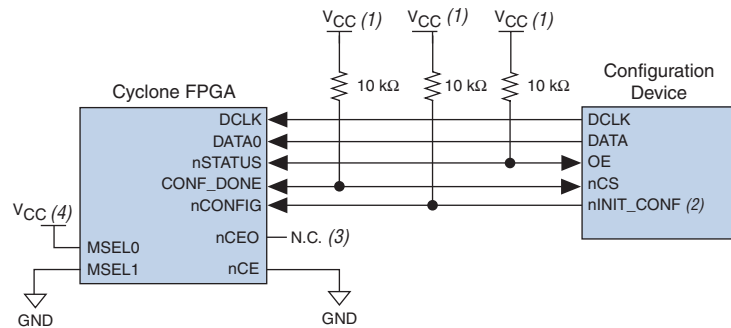 VCC (1) VCC (1) VCC (1)
10 kΩ 10 kΩ 10 kΩ
Cyclone FPGA
Configuration
Device
DCLK DCLK
DATA0 DATA
nSTATUS OE
CONF_DONE nCS
nCONFIG nINIT_CONF (2)
VCC (4)
nCEO N.C. (3)
MSEL0
MSEL1 nCE
GND GND